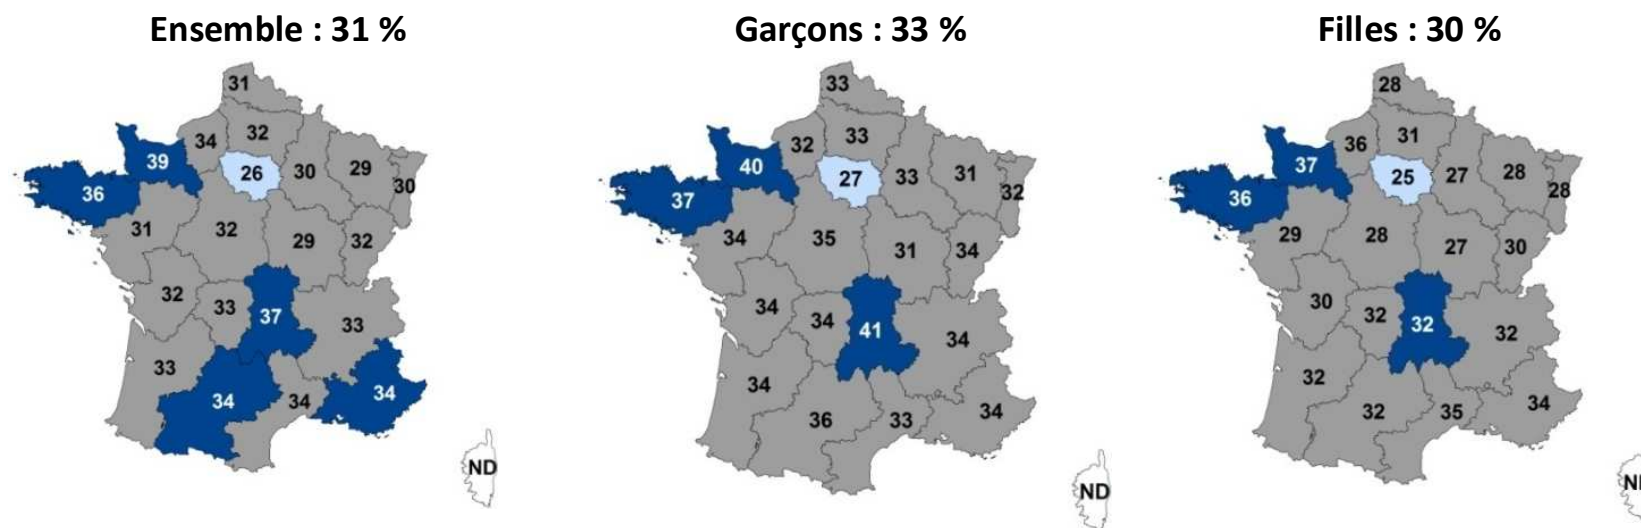 Ensemble : 31 % Garçons : 33 % Filles : 30 %
31
34 32
39 26 30 29 30
36
31 32 29 32
32 33 37 33
33 34 34 34
ND
33
32 33
40 27 33 31 32
37
34 35 31 34
34 34 41 34
34 36 33 34
ND
28
36 31
37 25 27 28 28
36
29 28 27 30
30 32 32 32
32 32 35 34